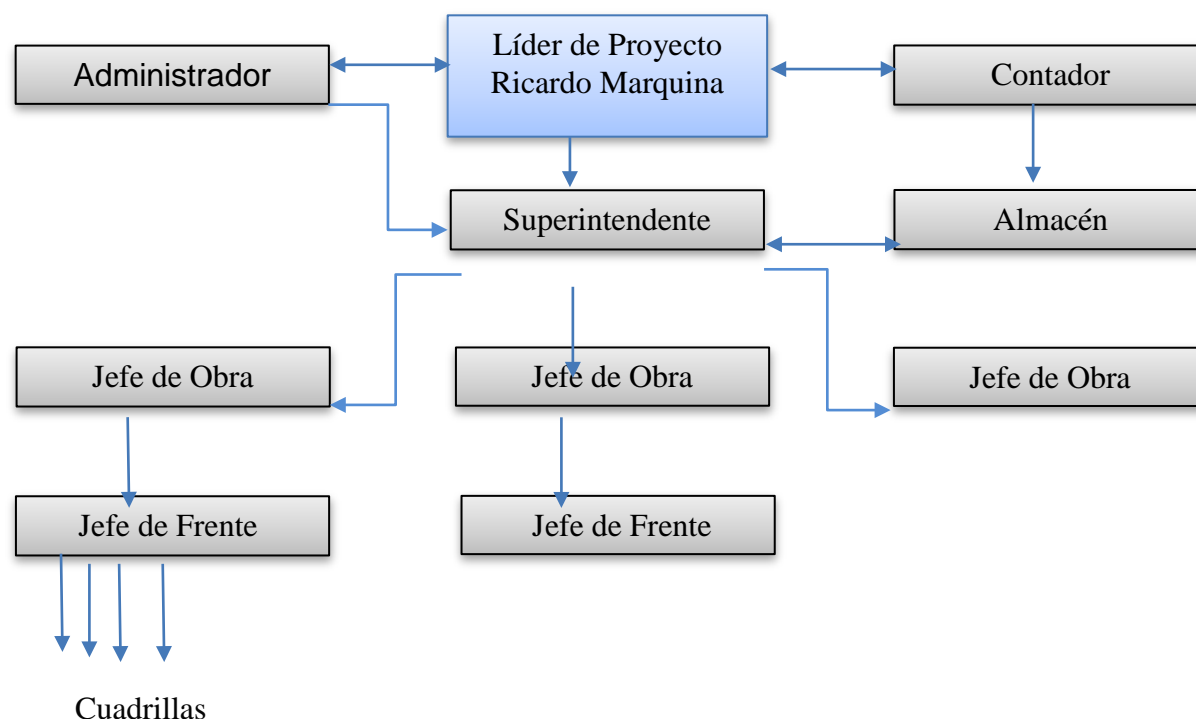 Administrador
Líder de Proyecto
Ricardo Marquina
Contador
Superintendente
Almacén
Jefe de Obra
Jefe de Obra
Jefe de Obra
Jefe de Frente
Jefe de Frente
Cuadrillas